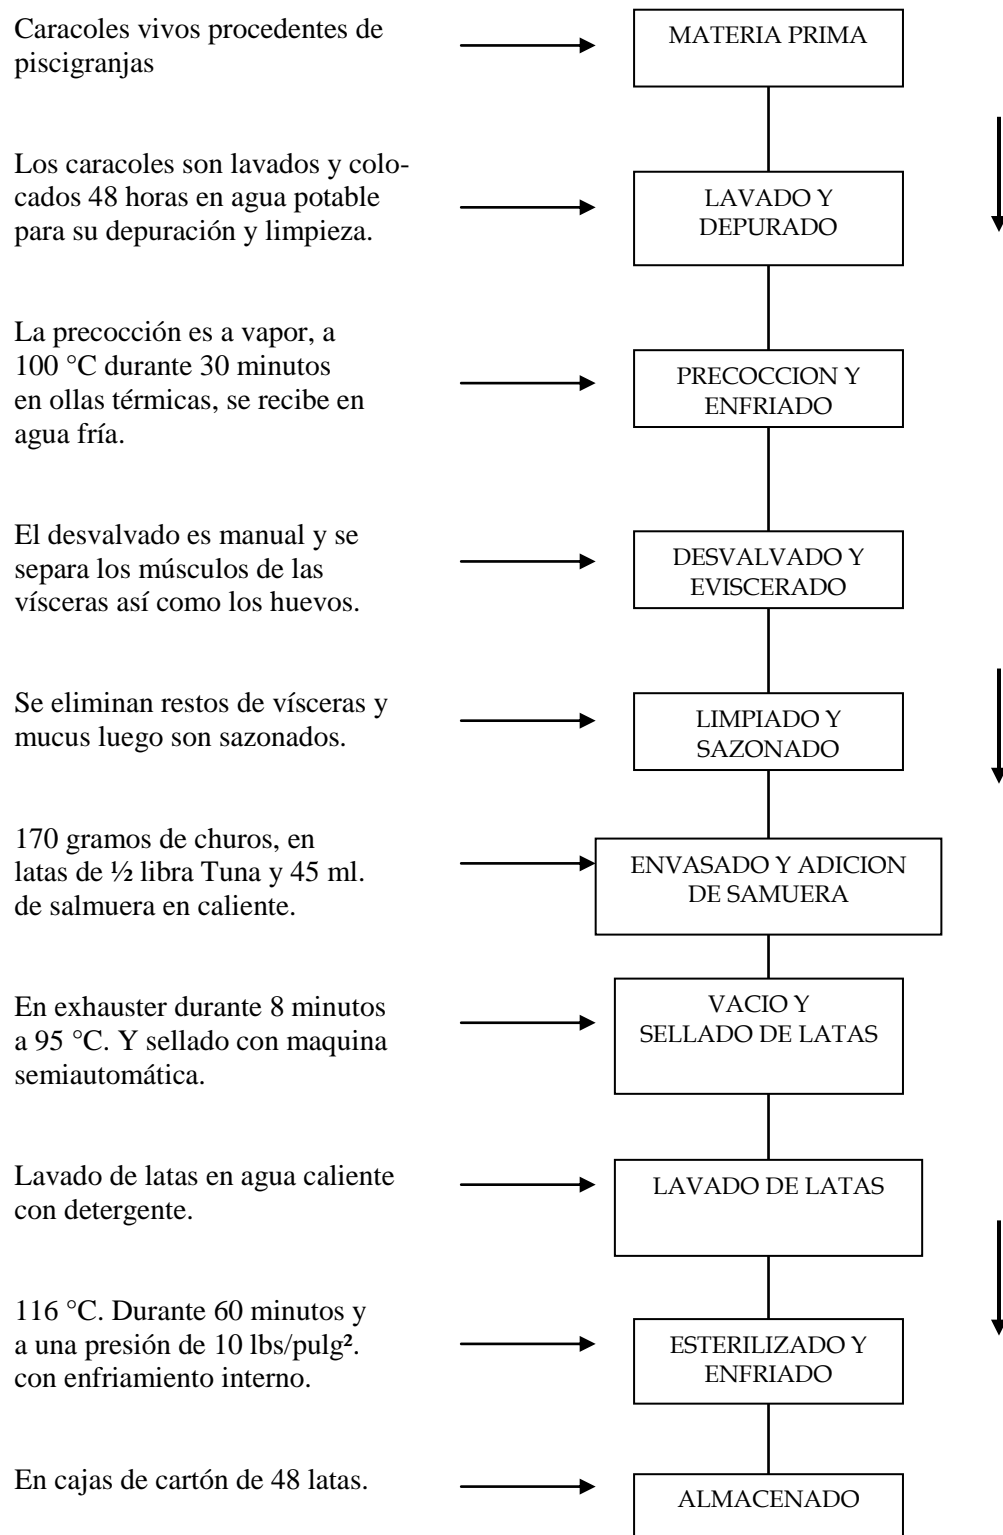 Caracoles vivos procedentes de
piscigranjas
MATERIA PRIMA
Los caracoles son lavados y colo-
cados 48 horas en agua potable
para su depuración y limpieza.
LAVADO Y
DEPURADO
La precocción es a vapor, a
100 °C durante 30 minutos
en ollas térmicas, se recibe en
agua fría.
PRECOCCION Y
ENFRIADO
El desvalvado es manual y se
separa los músculos de las
vísceras así como los huevos.
DESVALVADO Y
EVISCERADO
Se eliminan restos de vísceras y
mucus luego son sazonados.
LIMPIADO Y
SAZONADO
170 gramos de churos, en
latas de ½ libra Tuna y 45 ml.
de salmuera en caliente.
ENVASADO Y ADICION
DE SAMUERA
En exhauster durante 8 minutos
a 95 °C. Y sellado con maquina
semiautomática.
VACIO Y
SELLADO DE LATAS
Lavado de latas en agua caliente
con detergente.
LAVADO DE LATAS
116 °C. Durante 60 minutos y
a una presión de 10 lbs/pulg².
con enfriamiento interno.
ESTERILIZADO Y
ENFRIADO
En cajas de cartón de 48 latas.
ALMACENADO